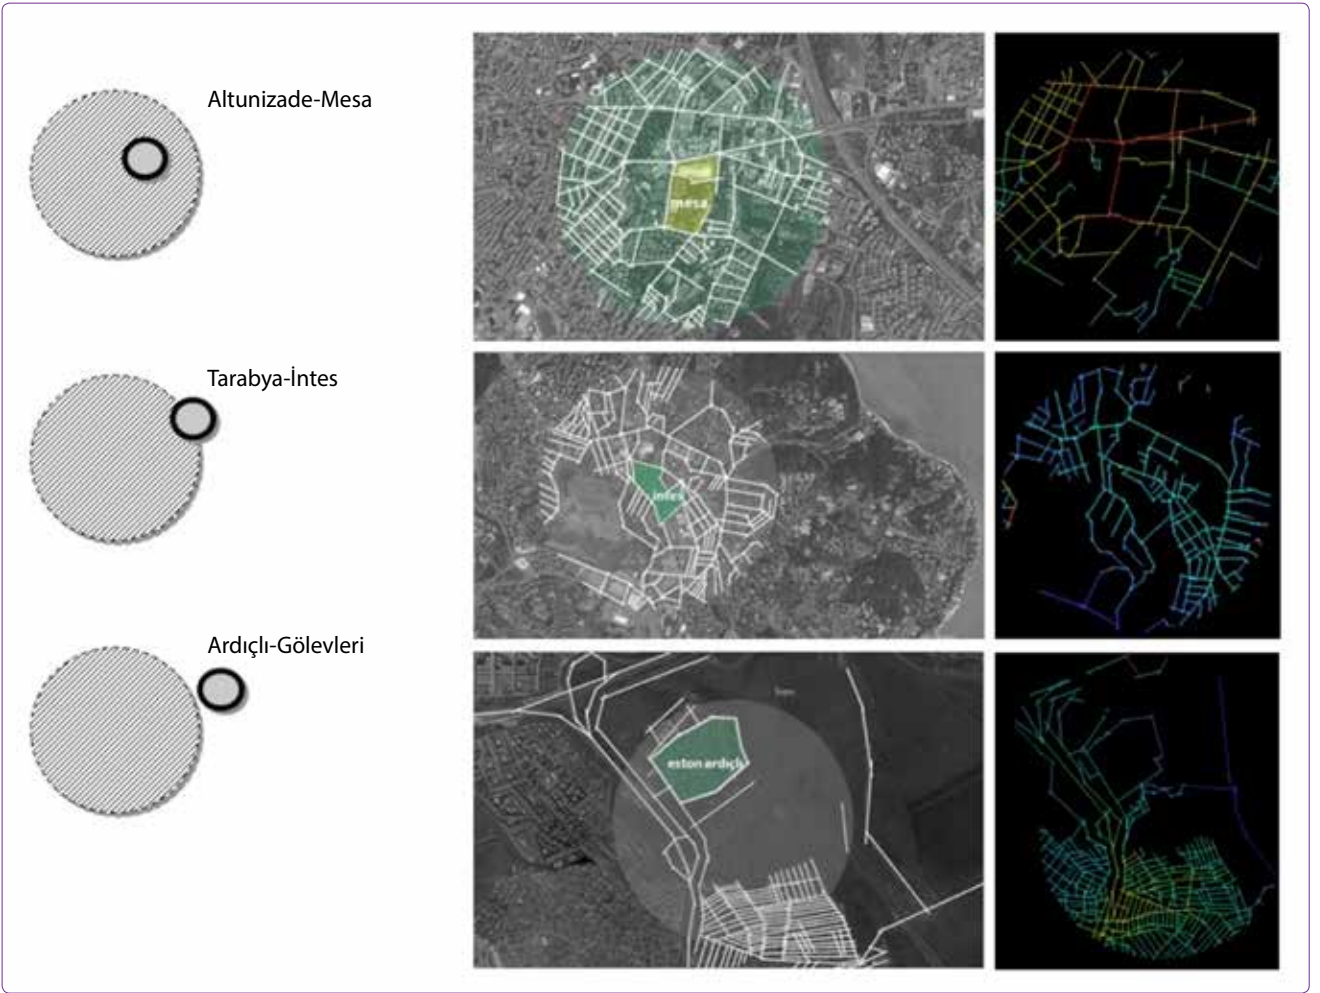 Altunizade-Mesa
mesa
Tarabya-İntes
intes
Ardıçlı-Gölevleri
eston ardıçlı